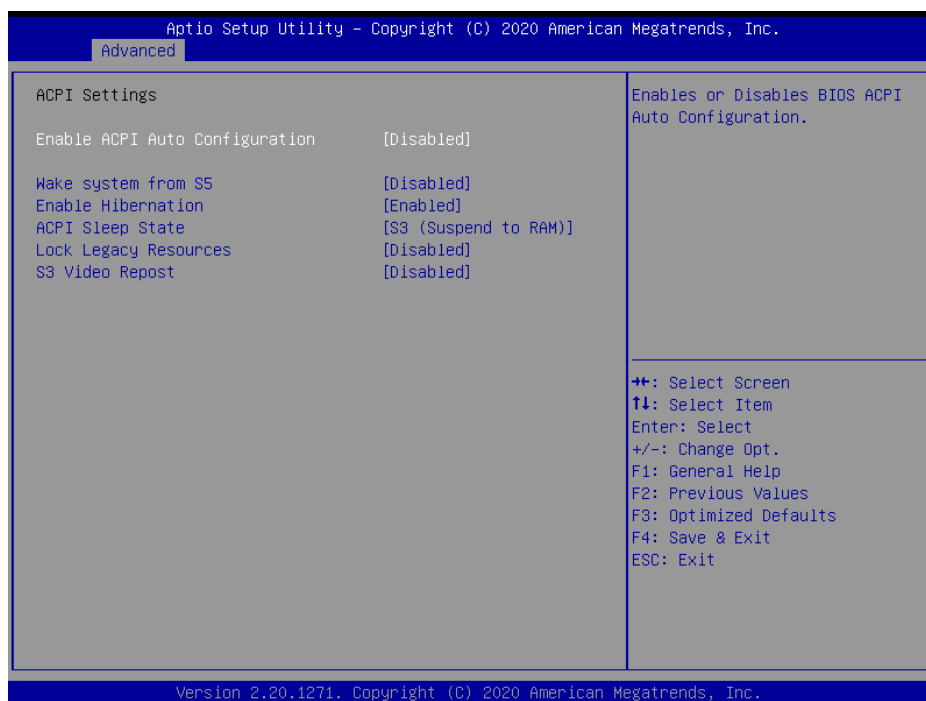 Aptio Setup Utility – Copyright (C) 2020 American Megatrends, Inc.
Advanced
ACPI Settings
Enable ACPI Auto Configuration [Disabled]
Wake system from S5 [Disabled]
Enable Hibernation [Enabled]
ACPI Sleep State [S3 (Suspend to RAM)]
Lock Legacy Resources [Disabled]
S3 Video Repost [Disabled]
Enables or Disables BIOS ACPI
Auto Configuration.
→←: Select Screen
↑↓: Select Item
Enter: Select
+/-: Change Opt.
F1: General Help
F2: Previous Values
F3: Optimized Defaults
F4: Save & Exit
ESC: Exit
Version 2.20.1271. Copyright (C) 2020 American Megatrends, Inc.